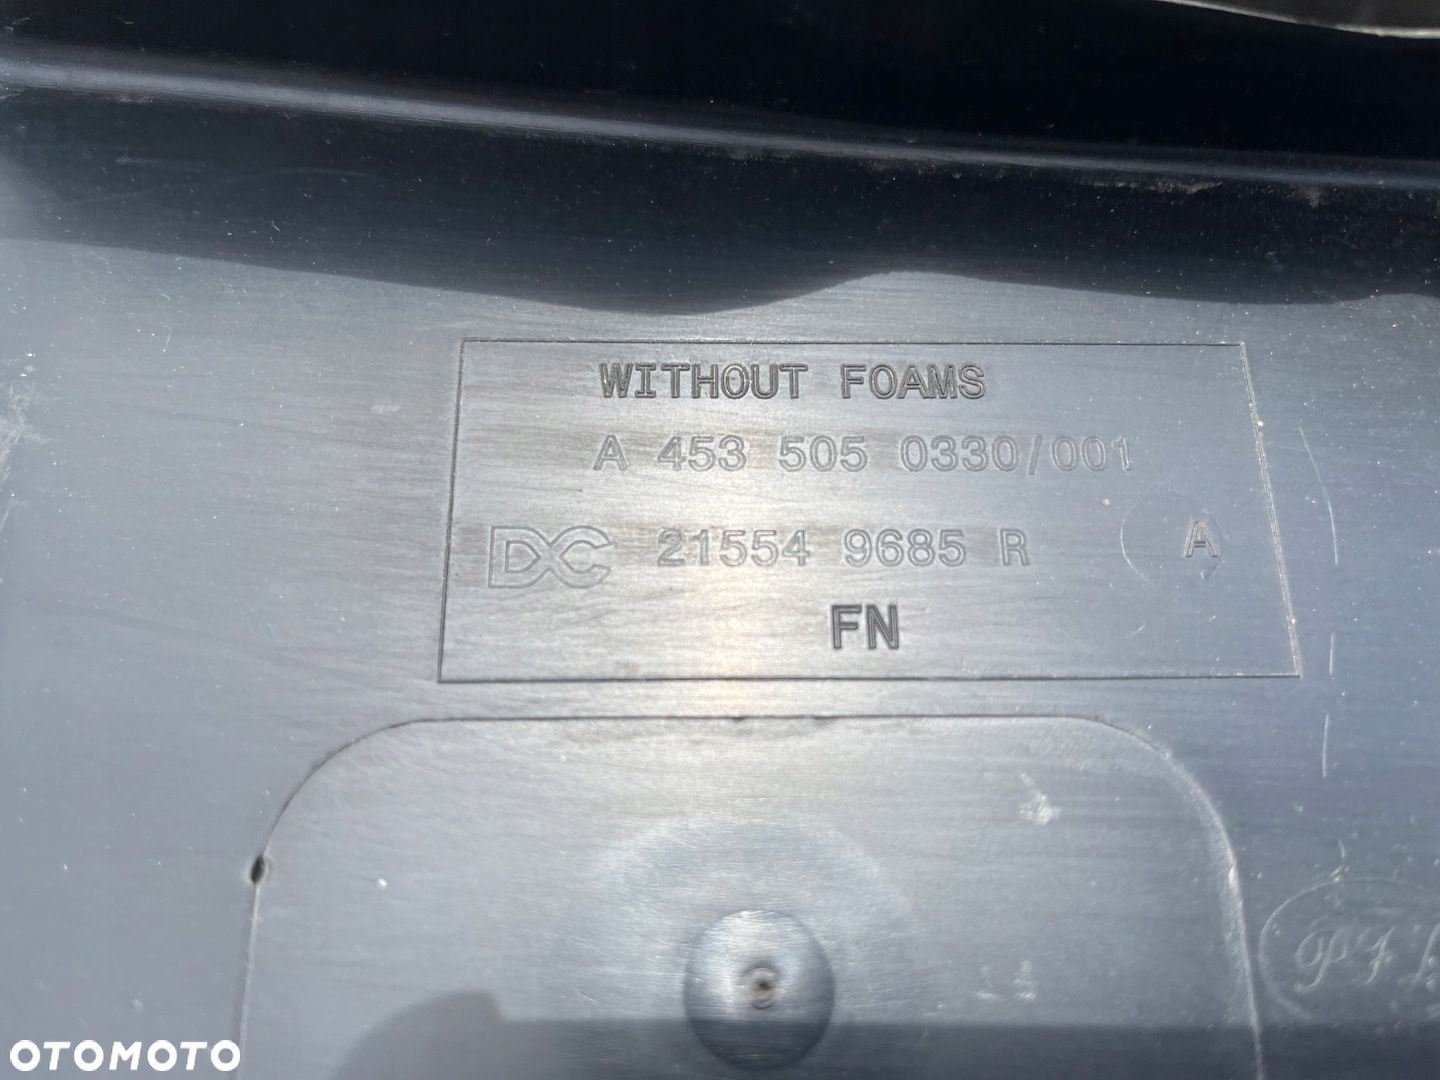 WITHOUT FOAMS
A 453 505 0330/001
DC 21554 9685 R A
FN
OTOMOTO